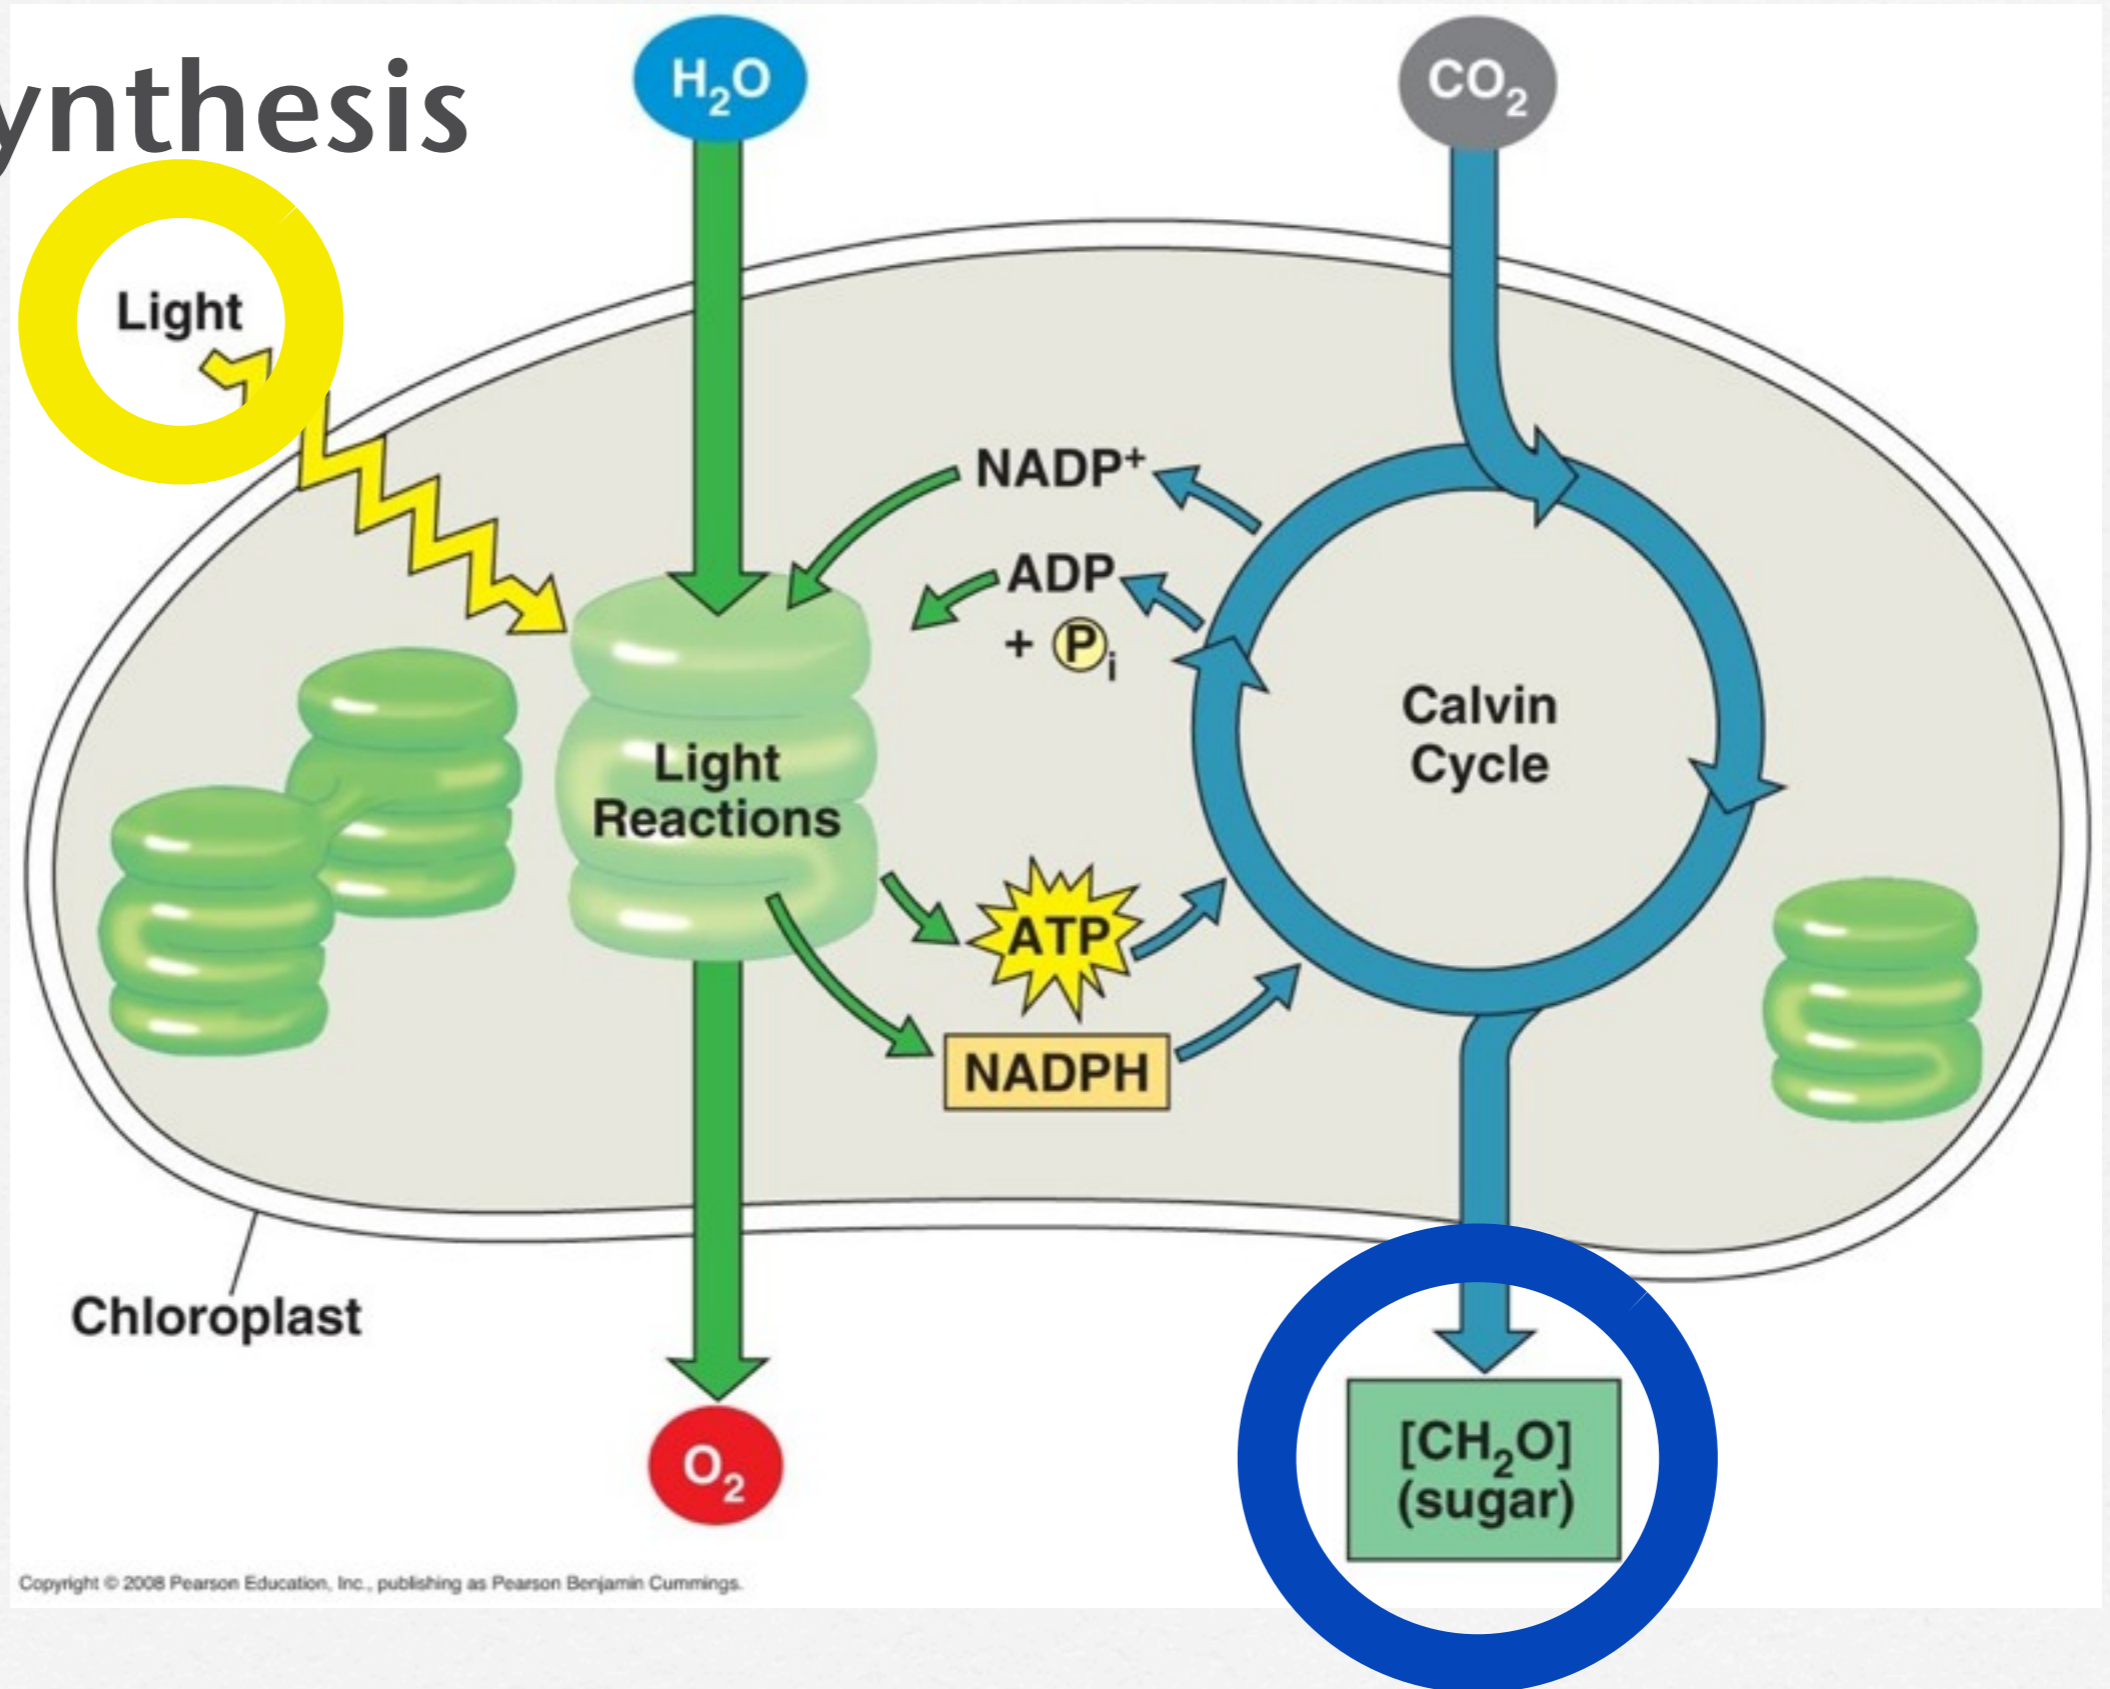 ynthesis
H₂O
CO₂
Light
NADP⁺
ADP
+ Pᵢ
Calvin
Cycle
Light
Reactions
ATP
NADPH
Chloroplast
O₂
[CH₂O]
(sugar)
Copyright © 2008 Pearson Education, Inc., publishing as Pearson Benjamin Cummings.